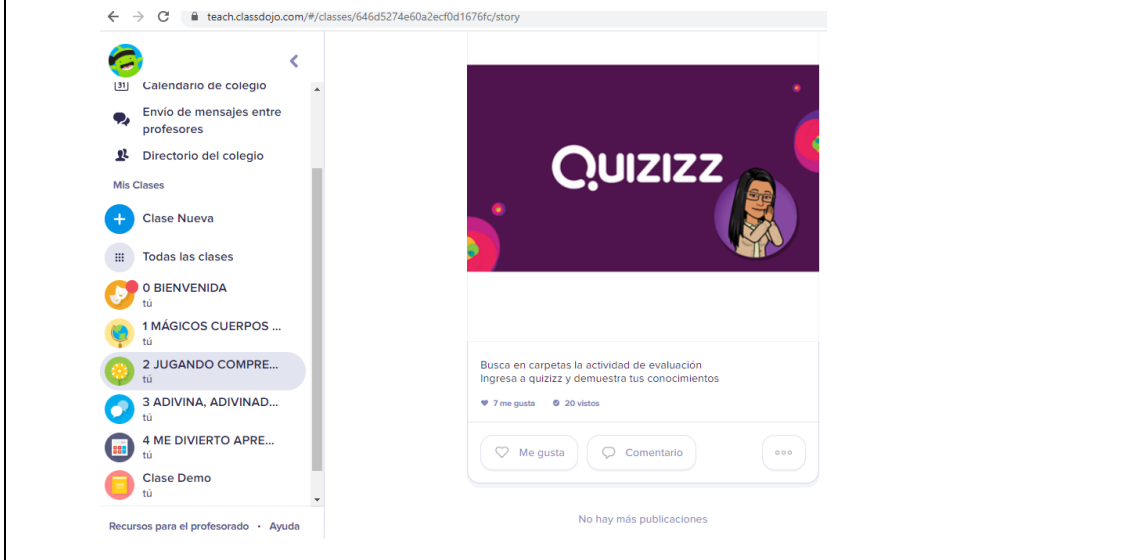 teach.classdojo.com/#/classes/646d5274e60a2ecf0d1676fc/story
31
Calendario de colegio
Envío de mensajes entre
profesores
Directorio del colegio
Mis Clases
Clase Nueva
Todas las clases
0 BIENVENIDA
tú
1 MÁGICOS CUERPOS ...
tú
2 JUGANDO COMPRE...
tú
3 ADIVINA, ADIVINAD...
tú
4 ME DIVIERTO APRE...
tú
Clase Demo
tú
Recursos para el profesorado · Ayuda
QUIZIZZ
Busca en carpetas la actividad de evaluación
Ingresa a quizizz y demuestra tus conocimientos
7 me gusta 20 vistos
Me gusta Comentario
No hay más publicaciones